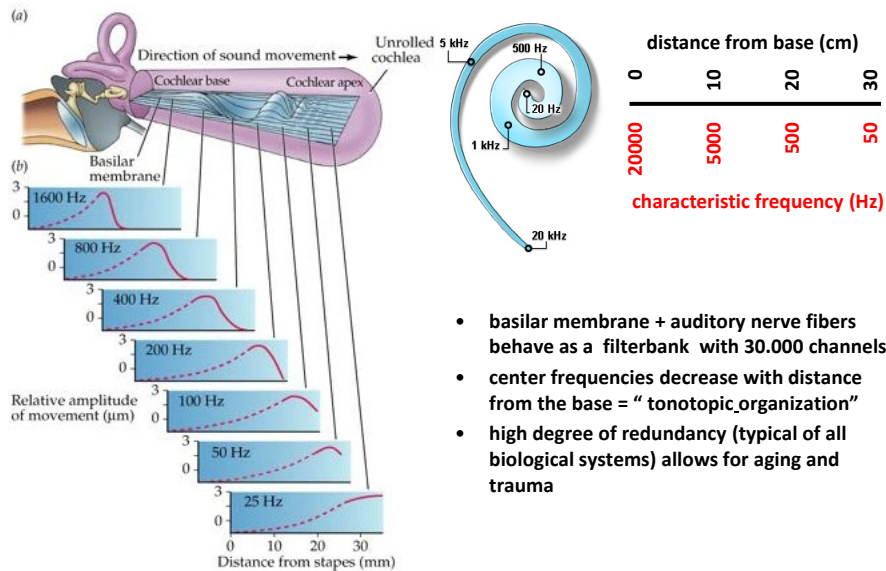 (a)
Direction of sound movement
Unrolled
cochlea
Cochlear base
Cochlear apex
Basilar
membrane
(b)
3
0
1600 Hz
3
0
800 Hz
3
0
400 Hz
3
0
200 Hz
Relative amplitude
of movement (μm)
3
0
100 Hz
3
0
50 Hz
3
0
25 Hz
0 10 20 30
Distance from stapes (mm)
5 kHz
500 Hz
20 Hz
1 kHz
20 kHz
distance from base (cm)
0 10 20 30
20000 5000 500 50
characteristic frequency (Hz)
• basilar membrane + auditory nerve fibers
behave as a filterbank with 30.000 channels
• center frequencies decrease with distance
from the base = “ tonotopic organization”
• high degree of redundancy (typical of all
biological systems) allows for aging and
trauma